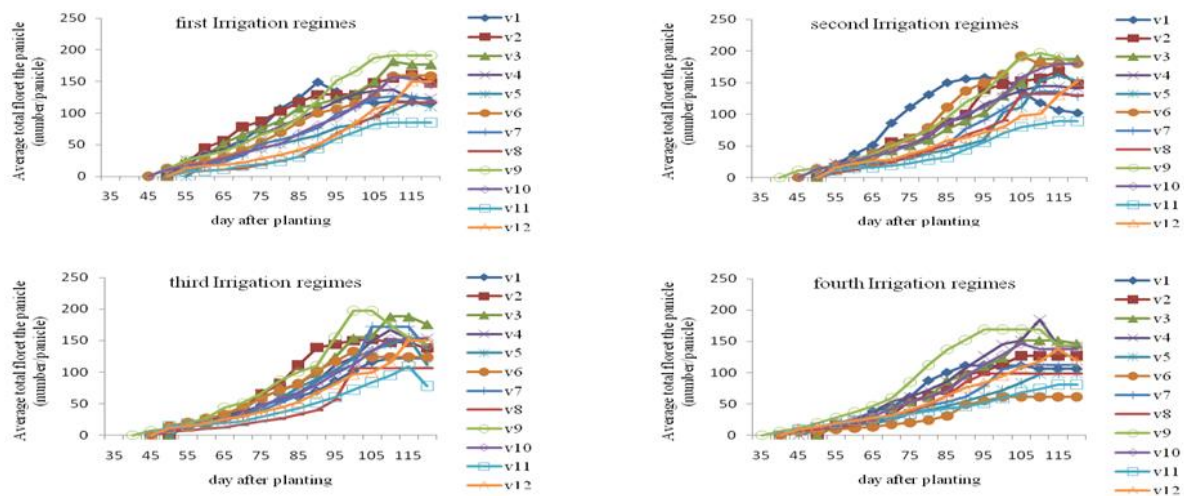 first Irrigation regimes
Average total floret the panicle
(number/panicle)
250
200
150
100
50
0
35 45 55 65 75 85 95 105 115
day after planting
v1
v2
v3
v4
v5
v6
v7
v8
v9
v10
v11
v12
second Irrigation regimes
Average total floret the panicle
(number/panicle)
250
200
150
100
50
0
35 45 55 65 75 85 95 105 115
day after planting
v1
v2
v3
v4
v5
v6
v7
v8
v9
v10
v11
v12
third Irrigation regimes
Average total floret the panicle
(number/panicle)
250
200
150
100
50
0
35 45 55 65 75 85 95 105 115
day after planting
v1
v2
v3
v4
v5
v6
v7
v8
v9
v10
v11
v12
fourth Irrigation regimes
Average total floret the panicle
(number/panicle)
250
200
150
100
50
0
35 45 55 65 75 85 95 105 115
day after planting
v1
v2
v3
v4
v5
v6
v7
v8
v9
v10
v11
v12